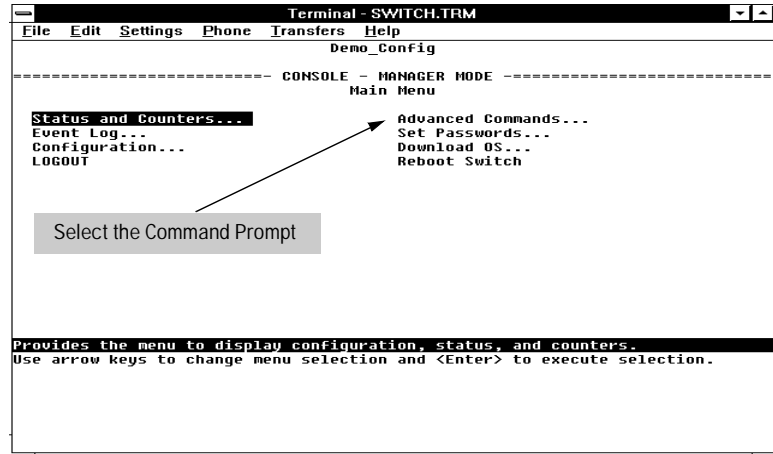 Terminal - SWITCH.TRM
File Edit Settings Phone Transfers Help
Demo_Config
==========================- CONSOLE - MANAGER MODE -===========================
Main Menu
Status and Counters... Advanced Commands...
Event Log... Set Passwords...
Configuration... Download OS...
LOGOUT Reboot Switch
Select the Command Prompt
Provides the menu to display configuration, status, and counters.
Use arrow keys to change menu selection and <Enter> to execute selection.